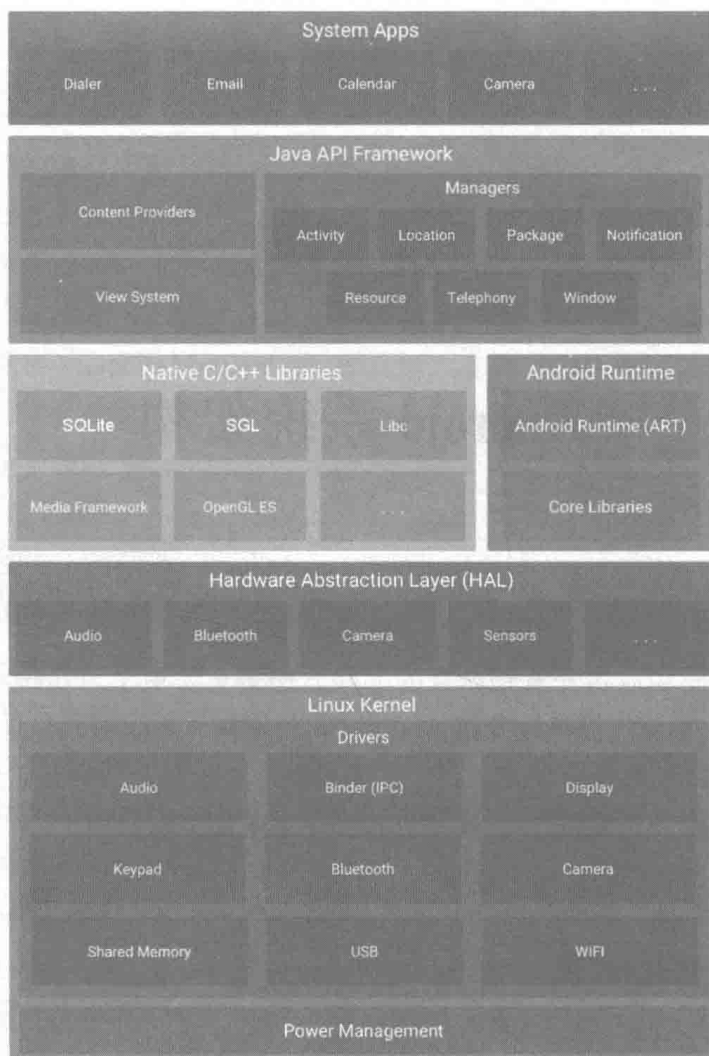 System Apps
Dialer Email Calendar Camera ...
Java API Framework
Content Providers
View System
Managers
Activity Location Package Notification
Resource Telephony Window
Native C/C++ Libraries
SQLite SGL Libc
Media Framework OpenGL ES ...
Android Runtime
Android Runtime (ART)
Core Libraries
Hardware Abstraction Layer (HAL)
Audio Bluetooth Camera Sensors ...
Linux Kernel
Drivers
Audio Binder (IPC) Display
Keypad Bluetooth Camera
Shared Memory USB WIFI
Power Management